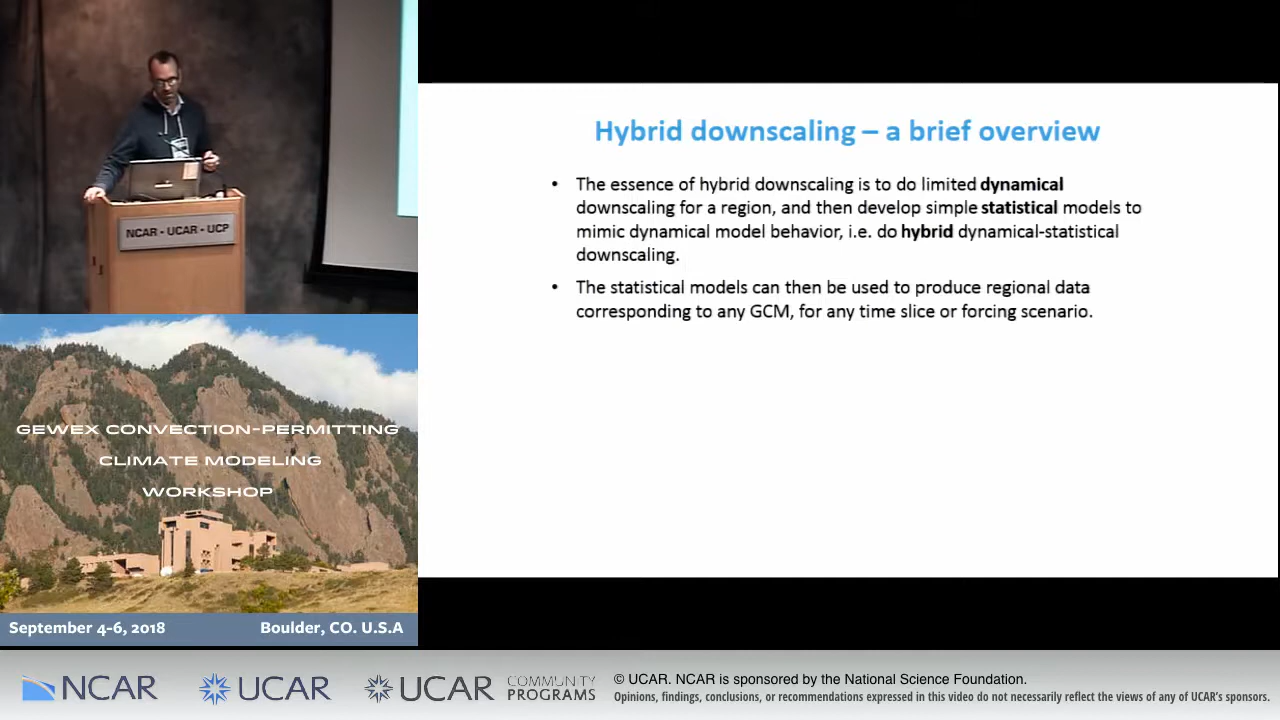 NCAR • UCAR • UCP
Hybrid downscaling – a brief overview
• The essence of hybrid downscaling is to do limited dynamical
downscaling for a region, and then develop simple statistical models to
mimic dynamical model behavior, i.e. do hybrid dynamical-statistical
downscaling.
• The statistical models can then be used to produce regional data
corresponding to any GCM, for any time slice or forcing scenario.
GEWEX CONVECTION-PERMITTING
CLIMATE MODELING
WORKSHOP
September 4-6, 2018
Boulder, CO. U.S.A
NCAR
UCAR
UCAR
COMMUNITY
PROGRAMS
© UCAR. NCAR is sponsored by the National Science Foundation.
Opinions, findings, conclusions, or recommendations expressed in this video do not necessarily reflect the views of any of UCAR's sponsors.